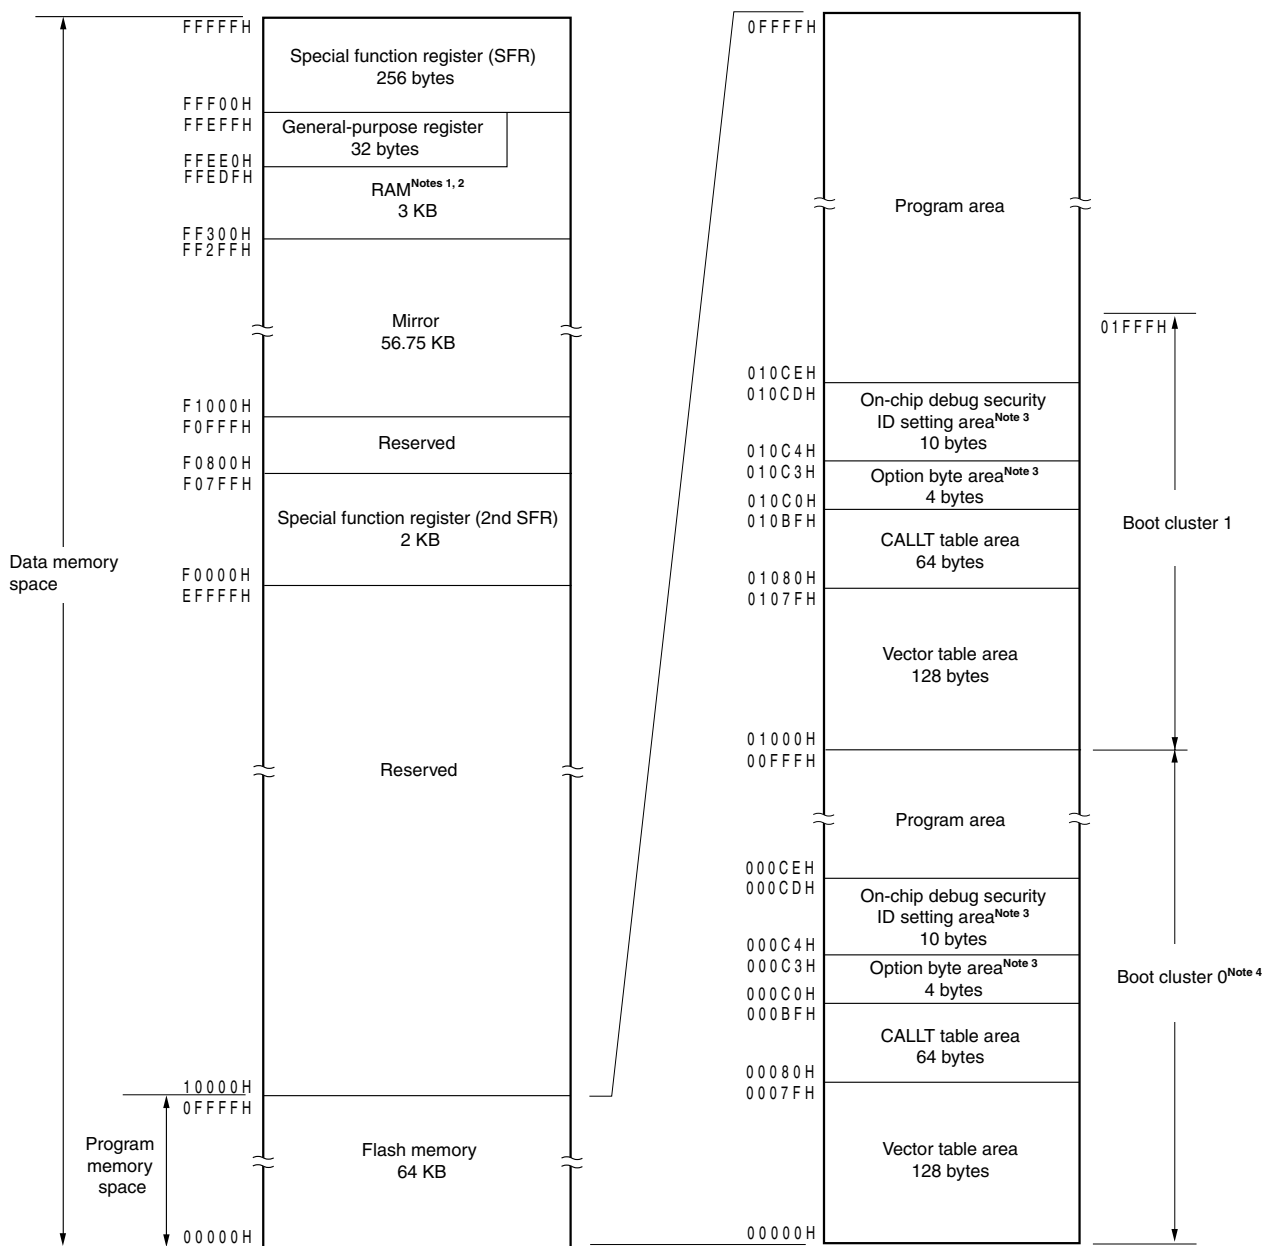 FFFFFH
Special function register (SFR)
256 bytes
FFF00H
FFEFFH
General-purpose register
32 bytes
FFEE0H
FFEDFH
RAMNotes 1, 2
3 KB
FF300H
FF2FFH
Mirror
56.75 KB
F1000H
F0FFFH
Reserved
F0800H
F07FFH
Special function register (2nd SFR)
2 KB
Data memory
space
F0000H
EFFFFH
Reserved
10000H
0FFFFH
Program
memory
space
Flash memory
64 KB
00000H
0FFFFH
Program area
01FFFH
010CEH
010CDH
On-chip debug security
ID setting areaNote 3
10 bytes
010C4H
010C3H
Option byte areaNote 3
4 bytes
010C0H
010BFH
CALLT table area
64 bytes
Boot cluster 1
01080H
0107FH
Vector table area
128 bytes
01000H
00FFFH
Program area
000CEH
000CDH
On-chip debug security
ID setting areaNote 3
10 bytes
000C4H
000C3H
Option byte areaNote 3
4 bytes
Boot cluster 0Note 4
000C0H
000BFH
CALLT table area
64 bytes
00080H
0007FH
Vector table area
128 bytes
00000H